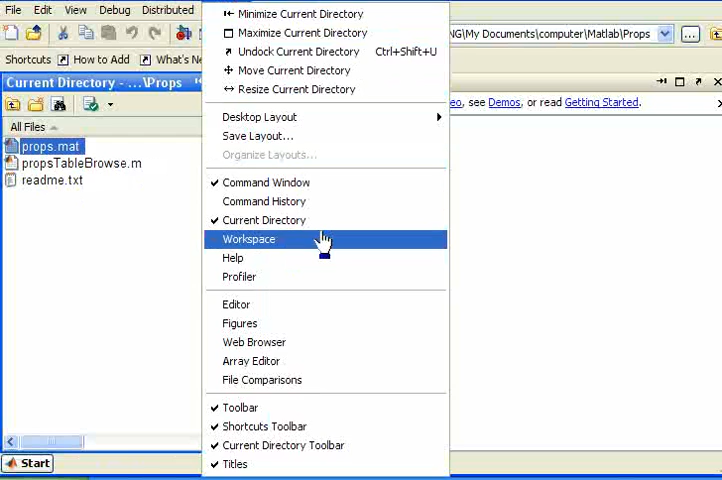 File Edit View Debug Distributed
NG\My Documents\computer\Matlab\Props
...
Shortcuts How to Add What's Ne
Current Directory - ...\Props
eo, see Demos, or read Getting Started.
All Files
props.mat
propsTableBrowse.m
readme.txt
Start
Minimize Current Directory
Maximize Current Directory
Undock Current Directory Ctrl+Shift+U
Move Current Directory
Resize Current Directory
Desktop Layout
Save Layout...
Organize Layouts...
Command Window
Command History
Current Directory
Workspace
Help
Profiler
Editor
Figures
Web Browser
Array Editor
File Comparisons
Toolbar
Shortcuts Toolbar
Current Directory Toolbar
Titles